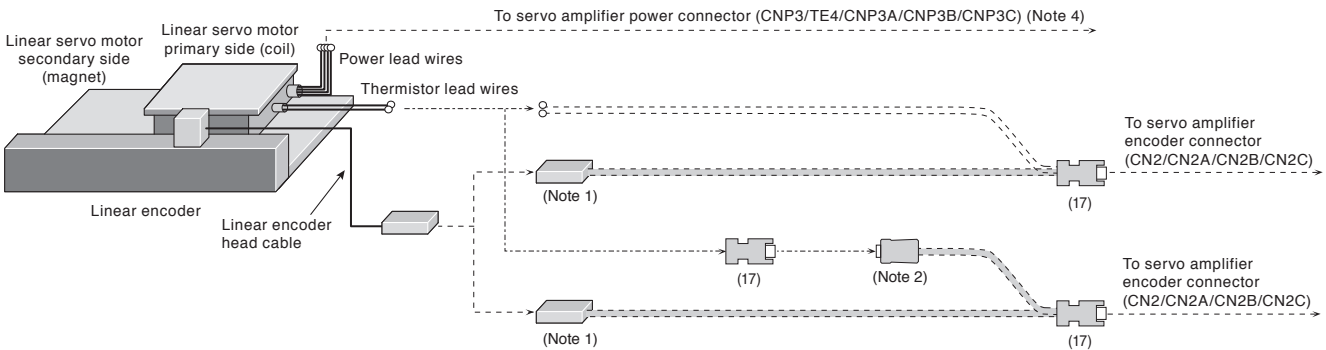 To servo amplifier power connector (CNP3/TE4/CNP3A/CNP3B/CNP3C) (Note 4)
Linear servo motor
secondary side
(magnet)
Linear servo motor
primary side (coil)
Power lead wires
Thermistor lead wires
To servo amplifier
encoder connector
(CN2/CN2A/CN2B/CN2C)
(Note 1)
(17)
Linear encoder
Linear encoder
head cable
(17)
(Note 2)
To servo amplifier
encoder connector
(CN2/CN2A/CN2B/CN2C)
(Note 1)
(17)